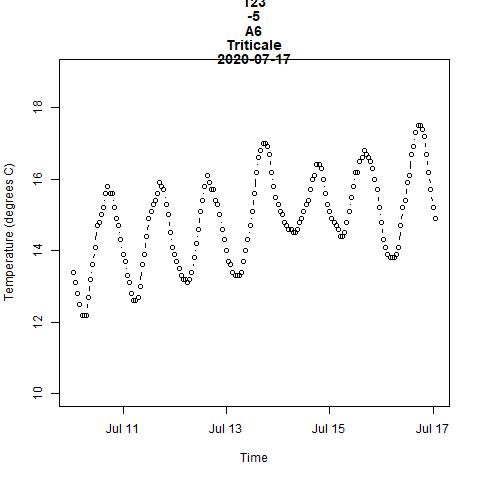 123
-5
A6
Triticale
2020-07-17
Temperature (degrees C)
18
16
14
12
10
Jul 11
Jul 13
Jul 15
Jul 17
Time